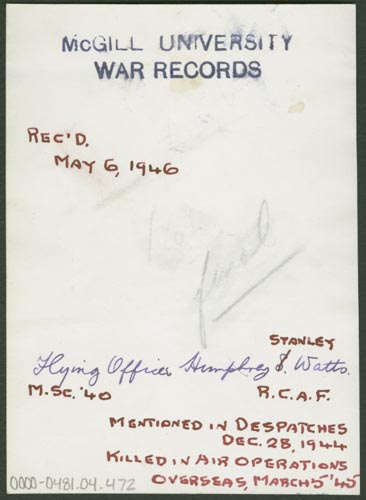 McGILL UNIVERSITY
WAR RECORDS
REC'D.
MAY 6, 1946
final
STANLEY
Flying Officer Humphrey S. Watts.
M.Sc. '40 R.C.A.F.
MENTIONED IN DESPATCHES
DEC. 28, 1944
KILLED IN AIR OPERATIONS
OVERSEAS, MARCH 5 '45
0000-0481.04.472